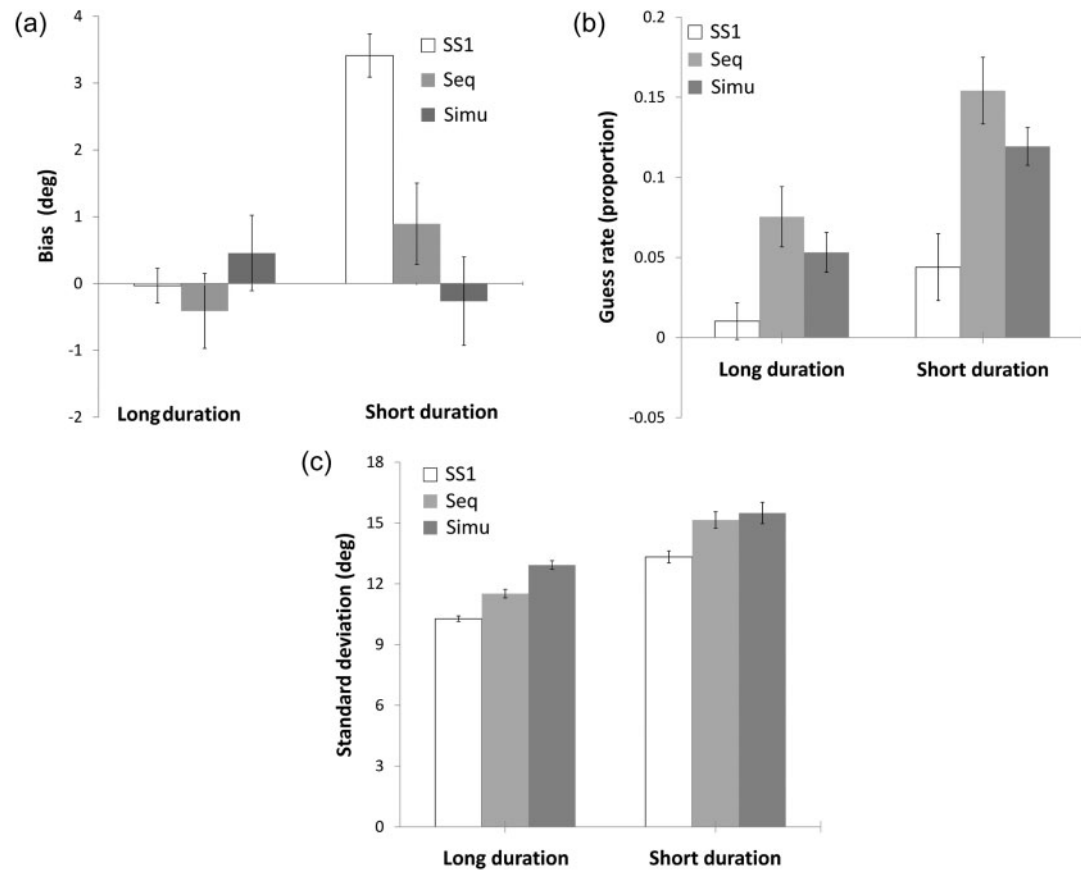 (a)
4
3
2
1
0
-1
-2
Bias (deg)
SS1
Seq
Simu
Long duration
Short duration
(b)
0.2
0.15
0.1
0.05
0
-0.05
Guess rate (proportion)
SS1
Seq
Simu
Long duration
Short duration
(c)
18
15
12
9
6
3
0
Standard deviation (deg)
SS1
Seq
Simu
Long duration
Short duration